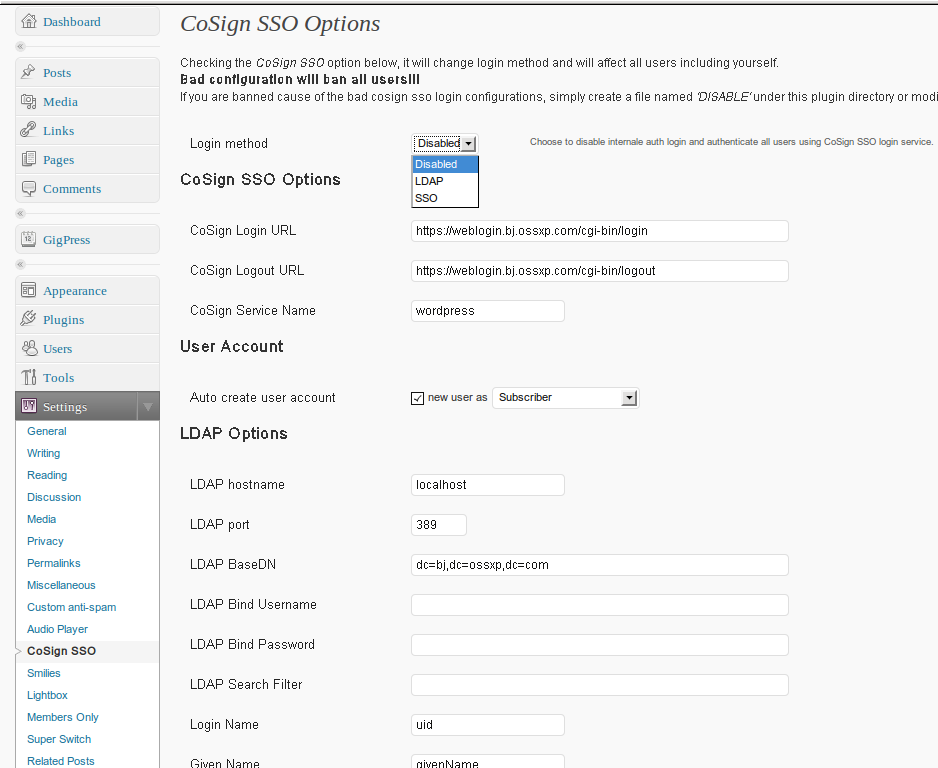 Dashboard
Posts
Media
Links
Pages
Comments
GigPress
Appearance
Plugins
Users
Tools
Settings
General
Writing
Reading
Discussion
Media
Privacy
Permalinks
Miscellaneous
Custom anti-spam
Audio Player
CoSign SSO
Smilies
Lightbox
Members Only
Super Switch
Related Posts
CoSign SSO Options
Checking the CoSign SSO option below, it will change login method and will affect all users including yourself.
Bad configuration will ban all users!!!
If you are banned cause of the bad cosign sso login configurations, simply create a file named 'DISABLE' under this plugin directory or modi
Login method Disabled Choose to disable internale auth login and authenticate all users using CoSign SSO login service.
Disabled
LDAP
SSO
CoSign SSO Options
CoSign Login URL https://weblogin.bj.ossxp.com/cgi-bin/login
CoSign Logout URL https://weblogin.bj.ossxp.com/cgi-bin/logout
CoSign Service Name wordpress
User Account
Auto create user account new user as Subscriber
LDAP Options
LDAP hostname localhost
LDAP port 389
LDAP BaseDN dc=bj,dc=ossxp,dc=com
LDAP Bind Username
LDAP Bind Password
LDAP Search Filter
Login Name uid
Given Name givenName